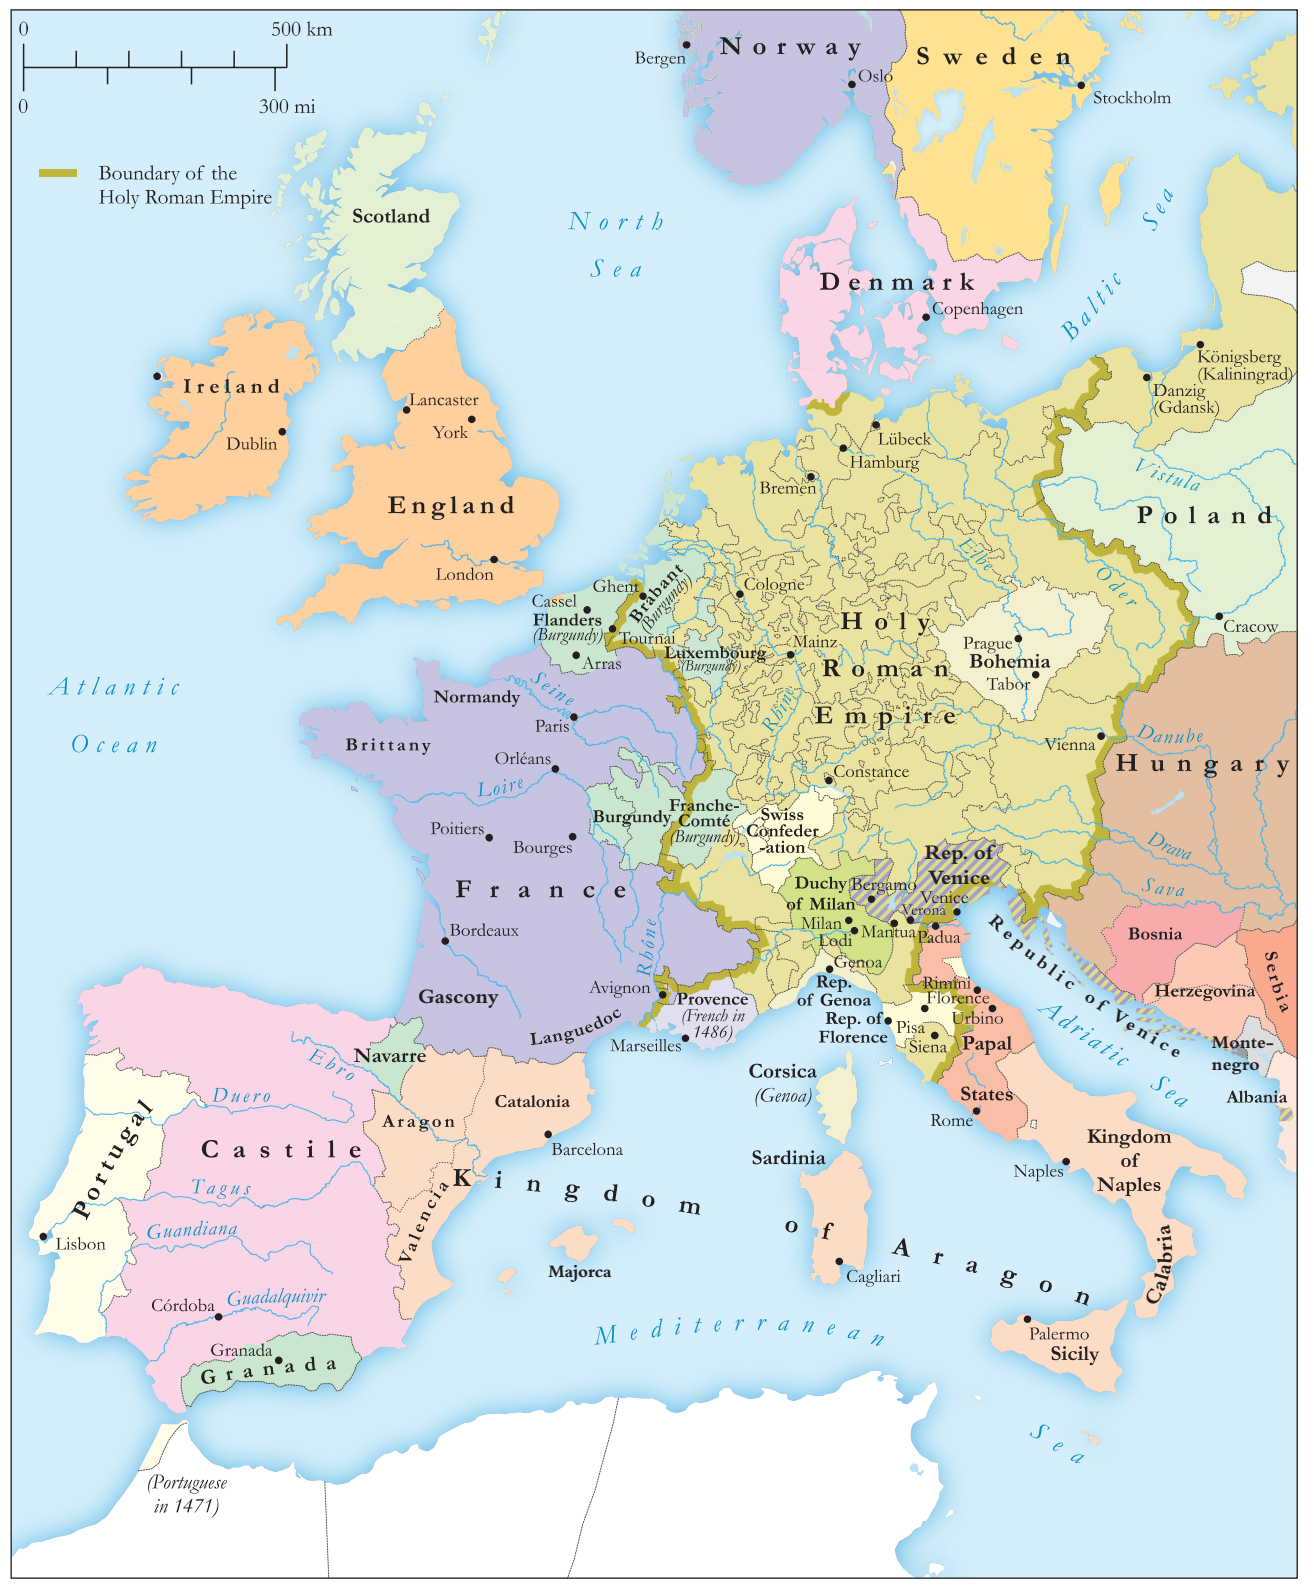 0 500 km
0 300 mi
Boundary of the
Holy Roman Empire
Norway
Sweden
Bergen
Oslo
Stockholm
Scotland
North
Sea
Baltic Sea
Denmark
Copenhagen
Königsberg
(Kaliningrad)
Danzig
(Gdansk)
Ireland
Dublin
Lancaster
York
England
London
Lübeck
Hamburg
Bremen
Vistula
Poland
Cracow
Elbe
Oder
Ghent
Cassel
Flanders
(Burgundy)
Brabant
(Burgundy)
Tournai
Arras
Cologne
Luxembourg
(Burgundy)
Mainz
Rhine
Holy
Roman
Empire
Prague
Bohemia
Tabor
Vienna
Danube
Hungary
Drava
Sava
Atlantic
Ocean
Normandy
Seine
Paris
Brittany
Orléans
Loire
Poitiers
Bourges
Burgundy
Franche-
Comté
(Burgundy)
Constance
Swiss
Confeder
-ation
France
Bordeaux
Rhône
Gascony
Languedoc
Avignon
Provence
(French in
1486)
Marseilles
Duchy
of Milan
Milan
Lodi
Bergamo
Rep. of
Venice
Venice
Verona
Mantua
Padua
Genoa
Rep.
of Genoa
Rep. of
Florence
Rimini
Florence
Urbino
Pisa
Siena
Papal
States
Rome
Republic of Venice
Adriatic Sea
Bosnia
Herzegovina
Serbia
Monte-
negro
Albania
Navarre
Ebro
Duero
Portugal
Castile
Aragon
Catalonia
Barcelona
Valencia
Tagus
Guandiana
Lisbon
Córdoba
Guadalquivir
Granada
Granada
Corsica
(Genoa)
Sardinia
Cagliari
Kingdom of Aragon
Majorca
Kingdom
of
Naples
Naples
Calabria
Palermo
Sicily
Mediterranean
Sea
(Portuguese
in 1471)